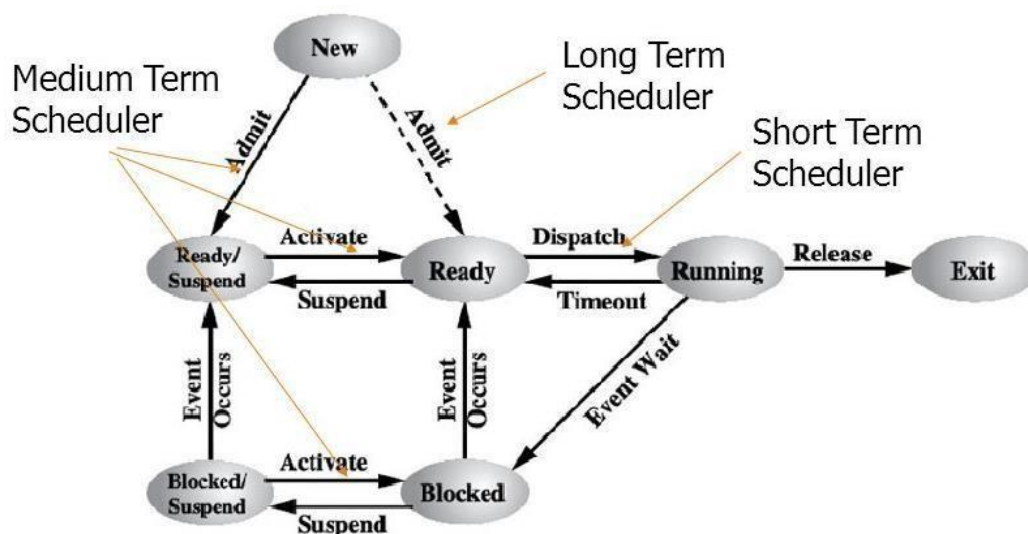 New
Medium Term
Scheduler
Long Term
Scheduler
Admit
Admit
Short Term
Scheduler
Ready/
Suspend
Activate
Suspend
Ready
Dispatch
Timeout
Running
Release
Exit
Event
Occurs
Event
Occurs
Event Wait
Blocked/
Suspend
Activate
Suspend
Blocked